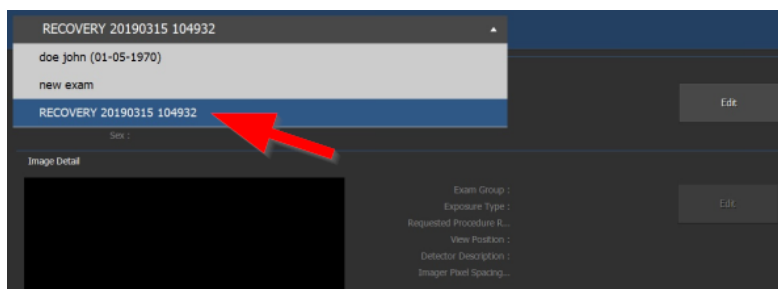 RECOVERY 20190315 104932
doe john (01-05-1970)
new exam
RECOVERY 20190315 104932
Edit
Sex :
Image Detail
Exam Group :
Edit
Exposure Type :
Requested Procedure R...
View Position :
Detector Description :
Imager Pixel Spacing...